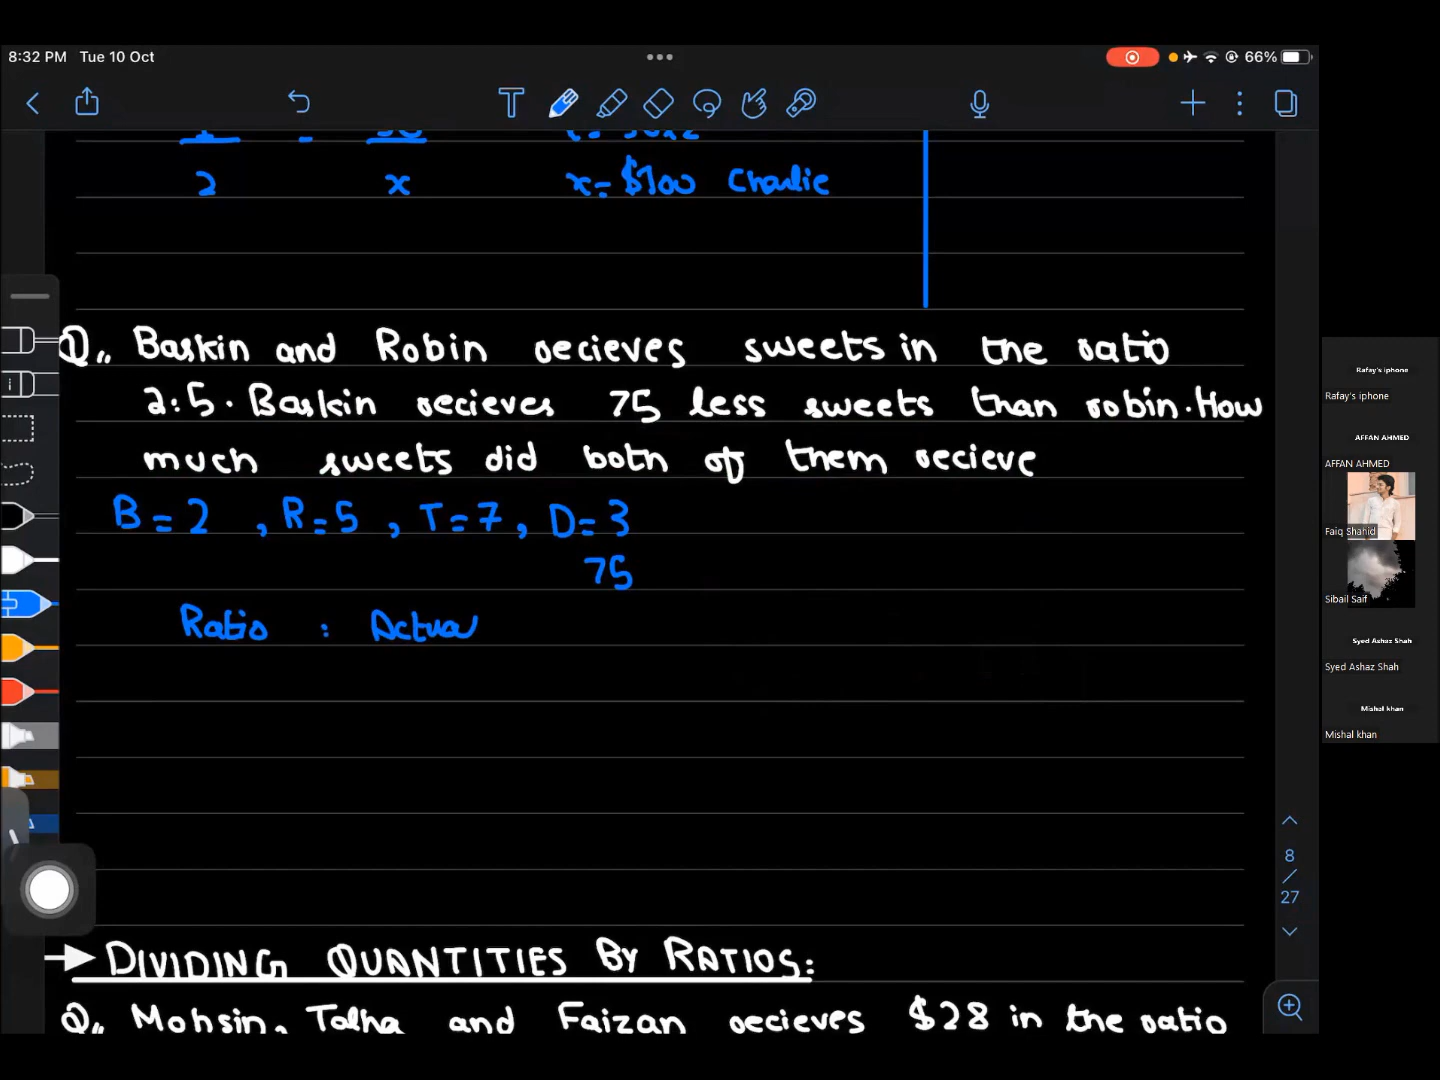 8:32 PM Tue 10 Oct
66%
2 x x = $100 Charlie
Q,, Baskin and Robin recieves sweets in the ratio
2:5. Baskin recieves 75 less sweets than robin. How
much sweets did both of them recieve
B = 2 , R = 5 , T = 7 , D = 3
75
Ratio : Actual
DIVIDING QUANTITIES BY RATIOS:
Q,, Mohsin, Talha and Faizan recieves $28 in the ratio
8
/
27
Rafay's iphone
Rafay's iphone
AFFAN AHMED
AFFAN AHMED
Faiq Shahid
Sibail Saif
Syed Ashaz Shah
Syed Ashaz Shah
Mishal khan
Mishal khan